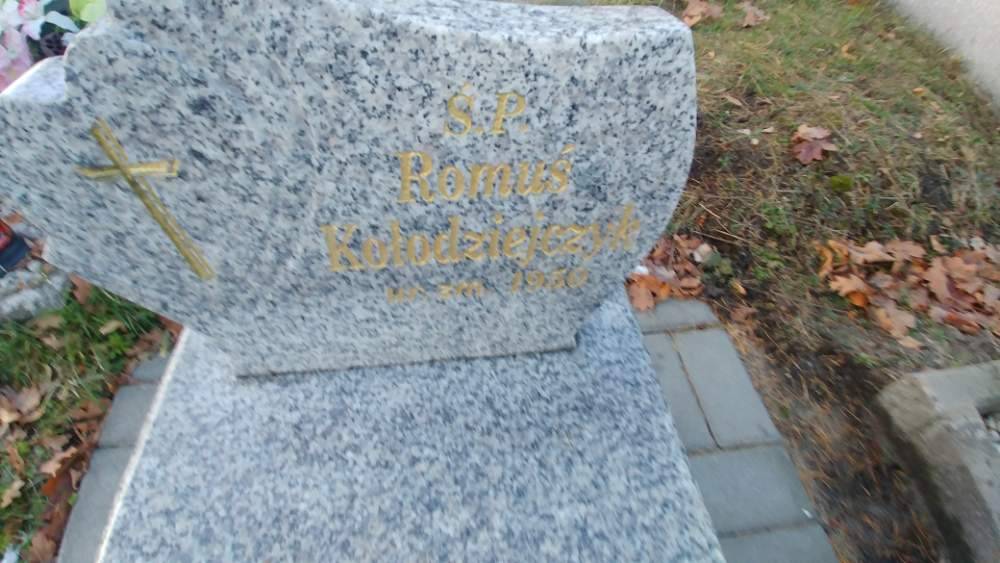 Ś.P.
Romuś
Kołodziejczyk
ur. zm. 1950